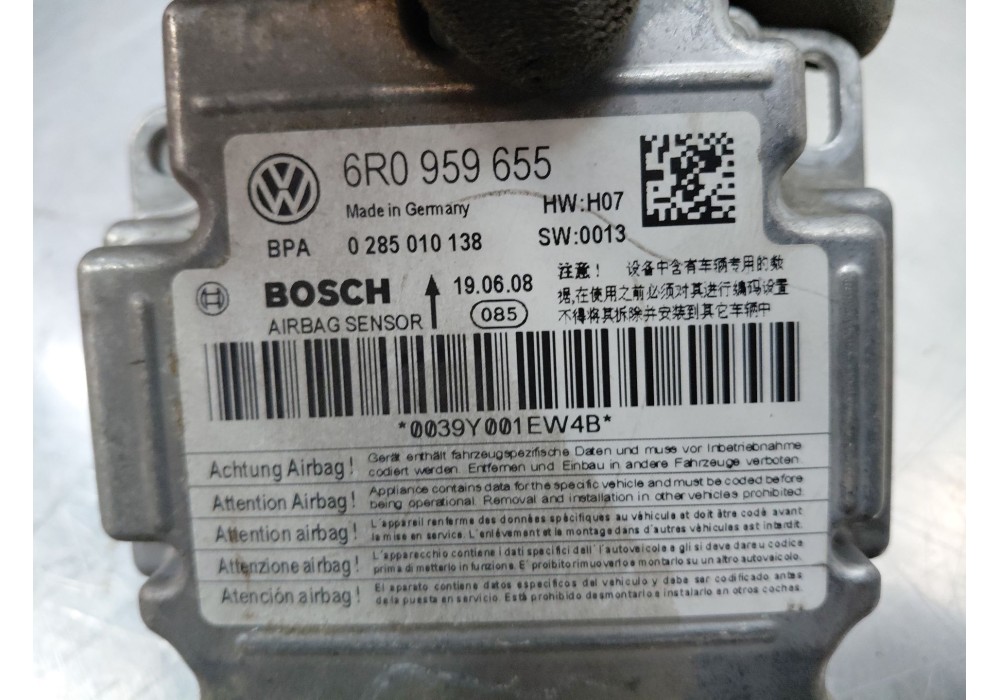 6R0 959 655
Made in Germany
HW:H07
BPA 0 285 010 138
SW:0013
BOSCH
AIRBAG SENSOR
19.06.08
085
注意！ 设备中含有车辆专用的数
据,在使用之前必须对其进行编码设置
不得将其拆除并安装到其它车辆中
*0039Y001EW4B*
Achtung Airbag!
Gerät enthält fahrzeugspezifische Daten und muss vor Inbetriebnahme
codiert werden. Entfernen und Einbau in andere Fahrzeuge verboten.
Attention Airbag!
Appliance contains data for the specific vehicle and must be coded before
being operational. Removal and installation in other vehicles prohibited.
Attention airbag!
L'appareil renferme des données spécifiques au véhicule et doit être codé avant
la mise en service. L'enlèvement et le montage dans d'autres véhicules est interdit.
Attenzione airbag!
L'apparecchio contiene i dati specifici dell'autoveicolo e gli si deve dare u codice
prima di metterlo in funzione. E' proibito rimuoverlo e montarlo su un altro autoveicolo.
Atención airbag!
El aparato contiene datos específicos del vehículo y debe ser codificado antes
de la puesta en servicio. Está prohibido desmontarlo e instalarlo en otros coches.